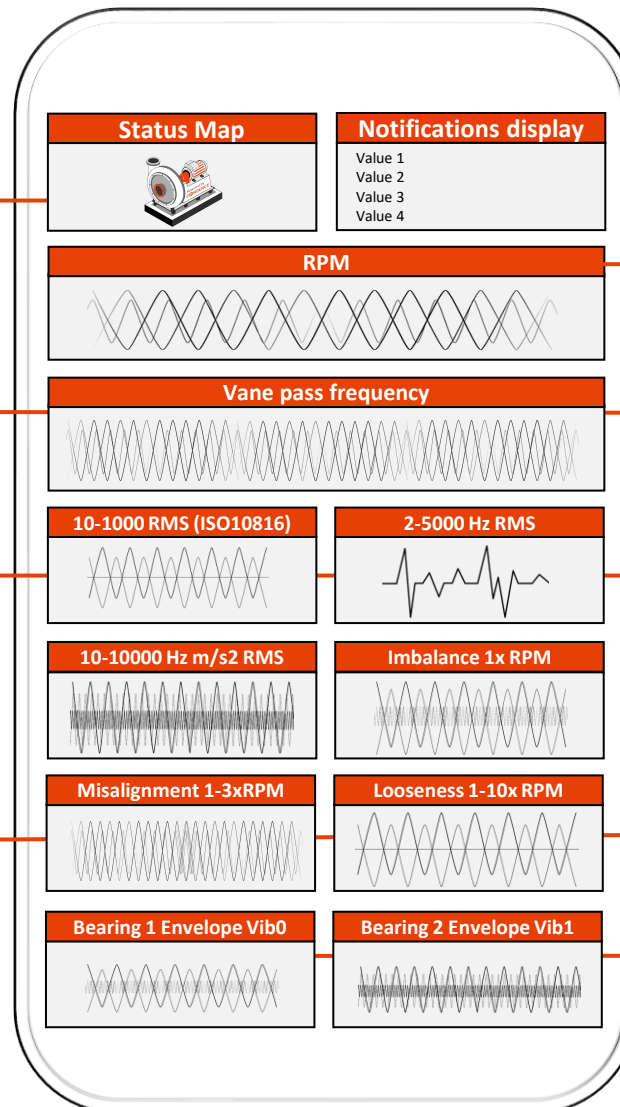 Status Map
Notifications display
Value 1
Value 2
Value 3
Value 4
RPM
Vane pass frequency
10-1000 RMS (ISO10816)
2-5000 Hz RMS
10-10000 Hz m/s2 RMS
Imbalance 1x RPM
Misalignment 1-3xRPM
Looseness 1-10x RPM
Bearing 1 Envelope Vib0
Bearing 2 Envelope Vib1